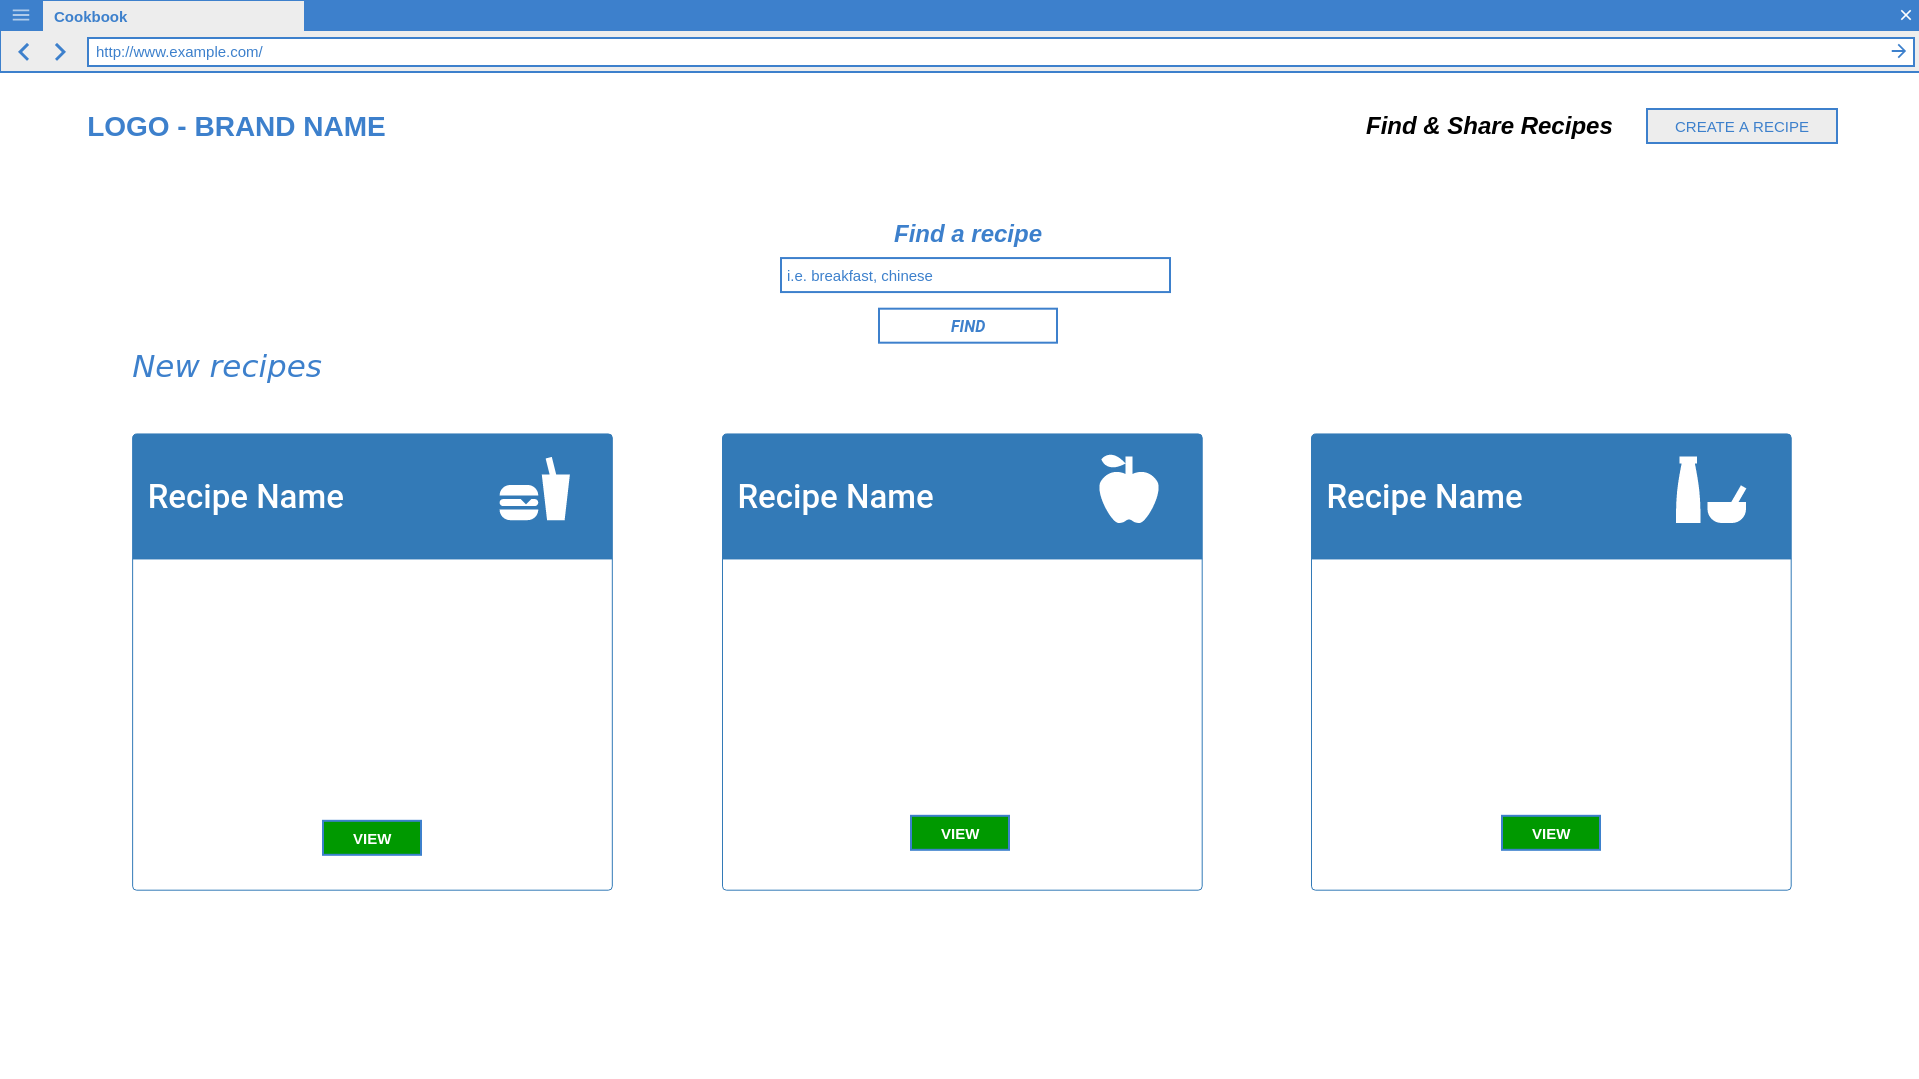 Cookbook
http://www.example.com/
LOGO - BRAND NAME
Find & Share Recipes
CREATE A RECIPE
Find a recipe
i.e. breakfast, chinese
FIND
New recipes
Recipe Name
Recipe Name
Recipe Name
VIEW
VIEW
VIEW